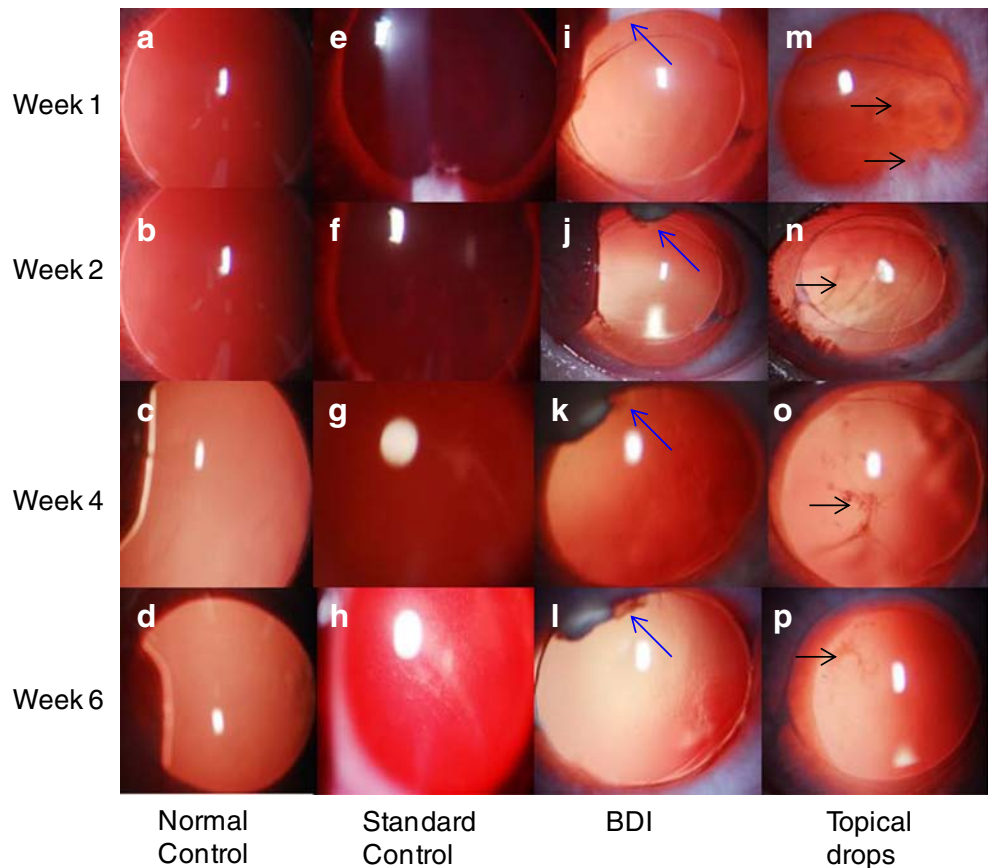 a e i m
Week 1
b f j n
Week 2
c g k o
Week 4
d h l p
Week 6
Normal Control
Standard Control
BDI
Topical drops